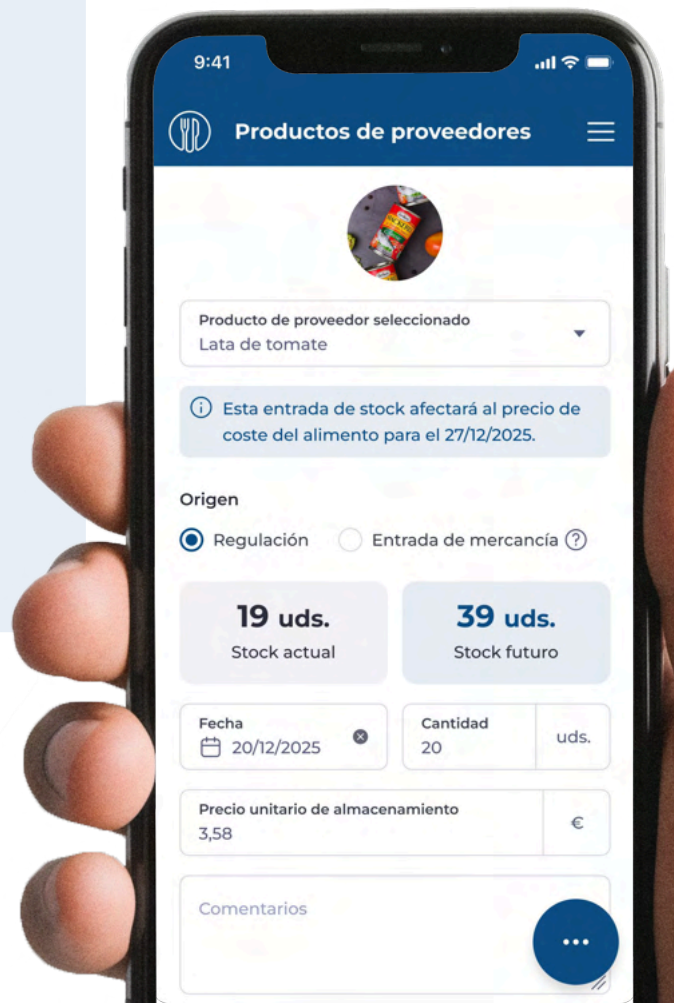 9:41
Productos de proveedores
Producto de proveedor seleccionado
Lata de tomate
Esta entrada de stock afectará al precio de
coste del alimento para el 27/12/2025.
Origen
Regulación
Entrada de mercancía ?
19 uds.
Stock actual
39 uds.
Stock futuro
Fecha
20/12/2025
Cantidad
20
uds.
Precio unitario de almacenamiento
3,58
€
Comentarios